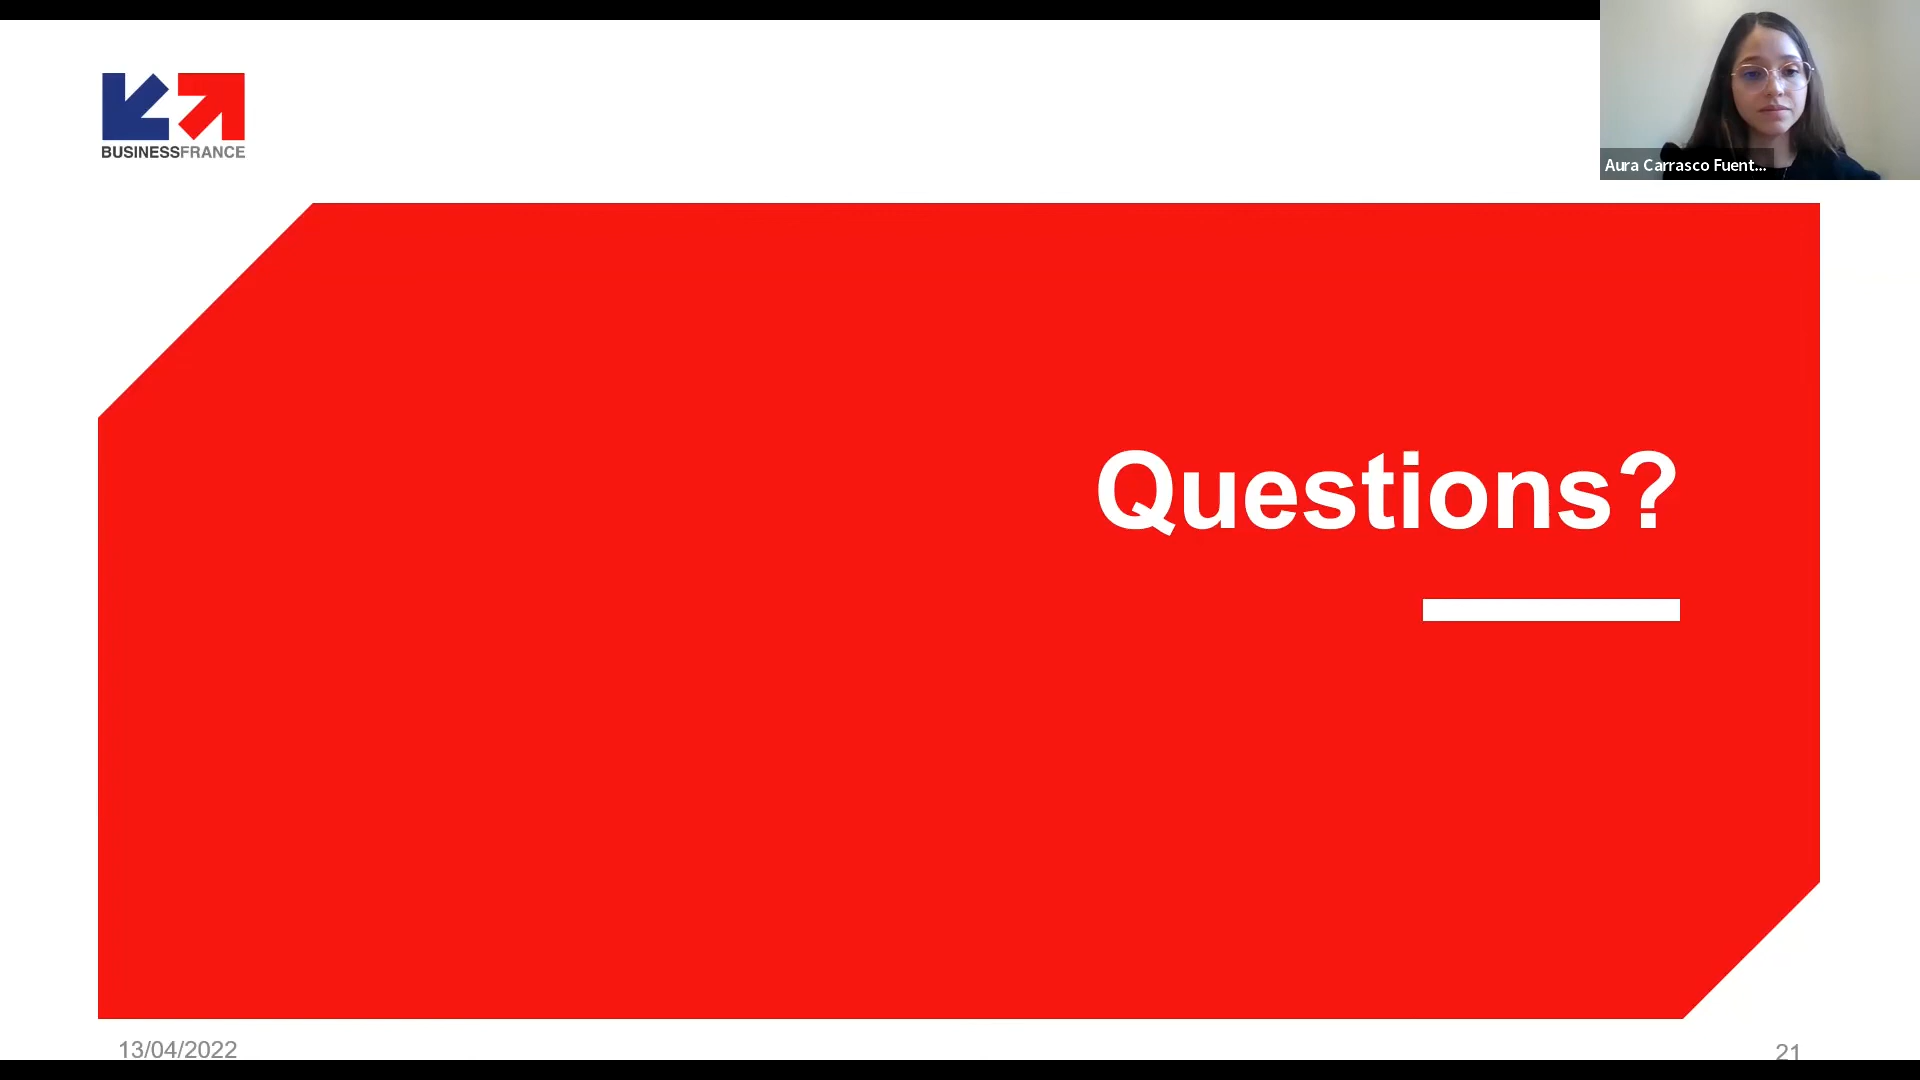 BUSINESSFRANCE
Aura Carrasco Fuent...
Questions?
13/04/2022
21